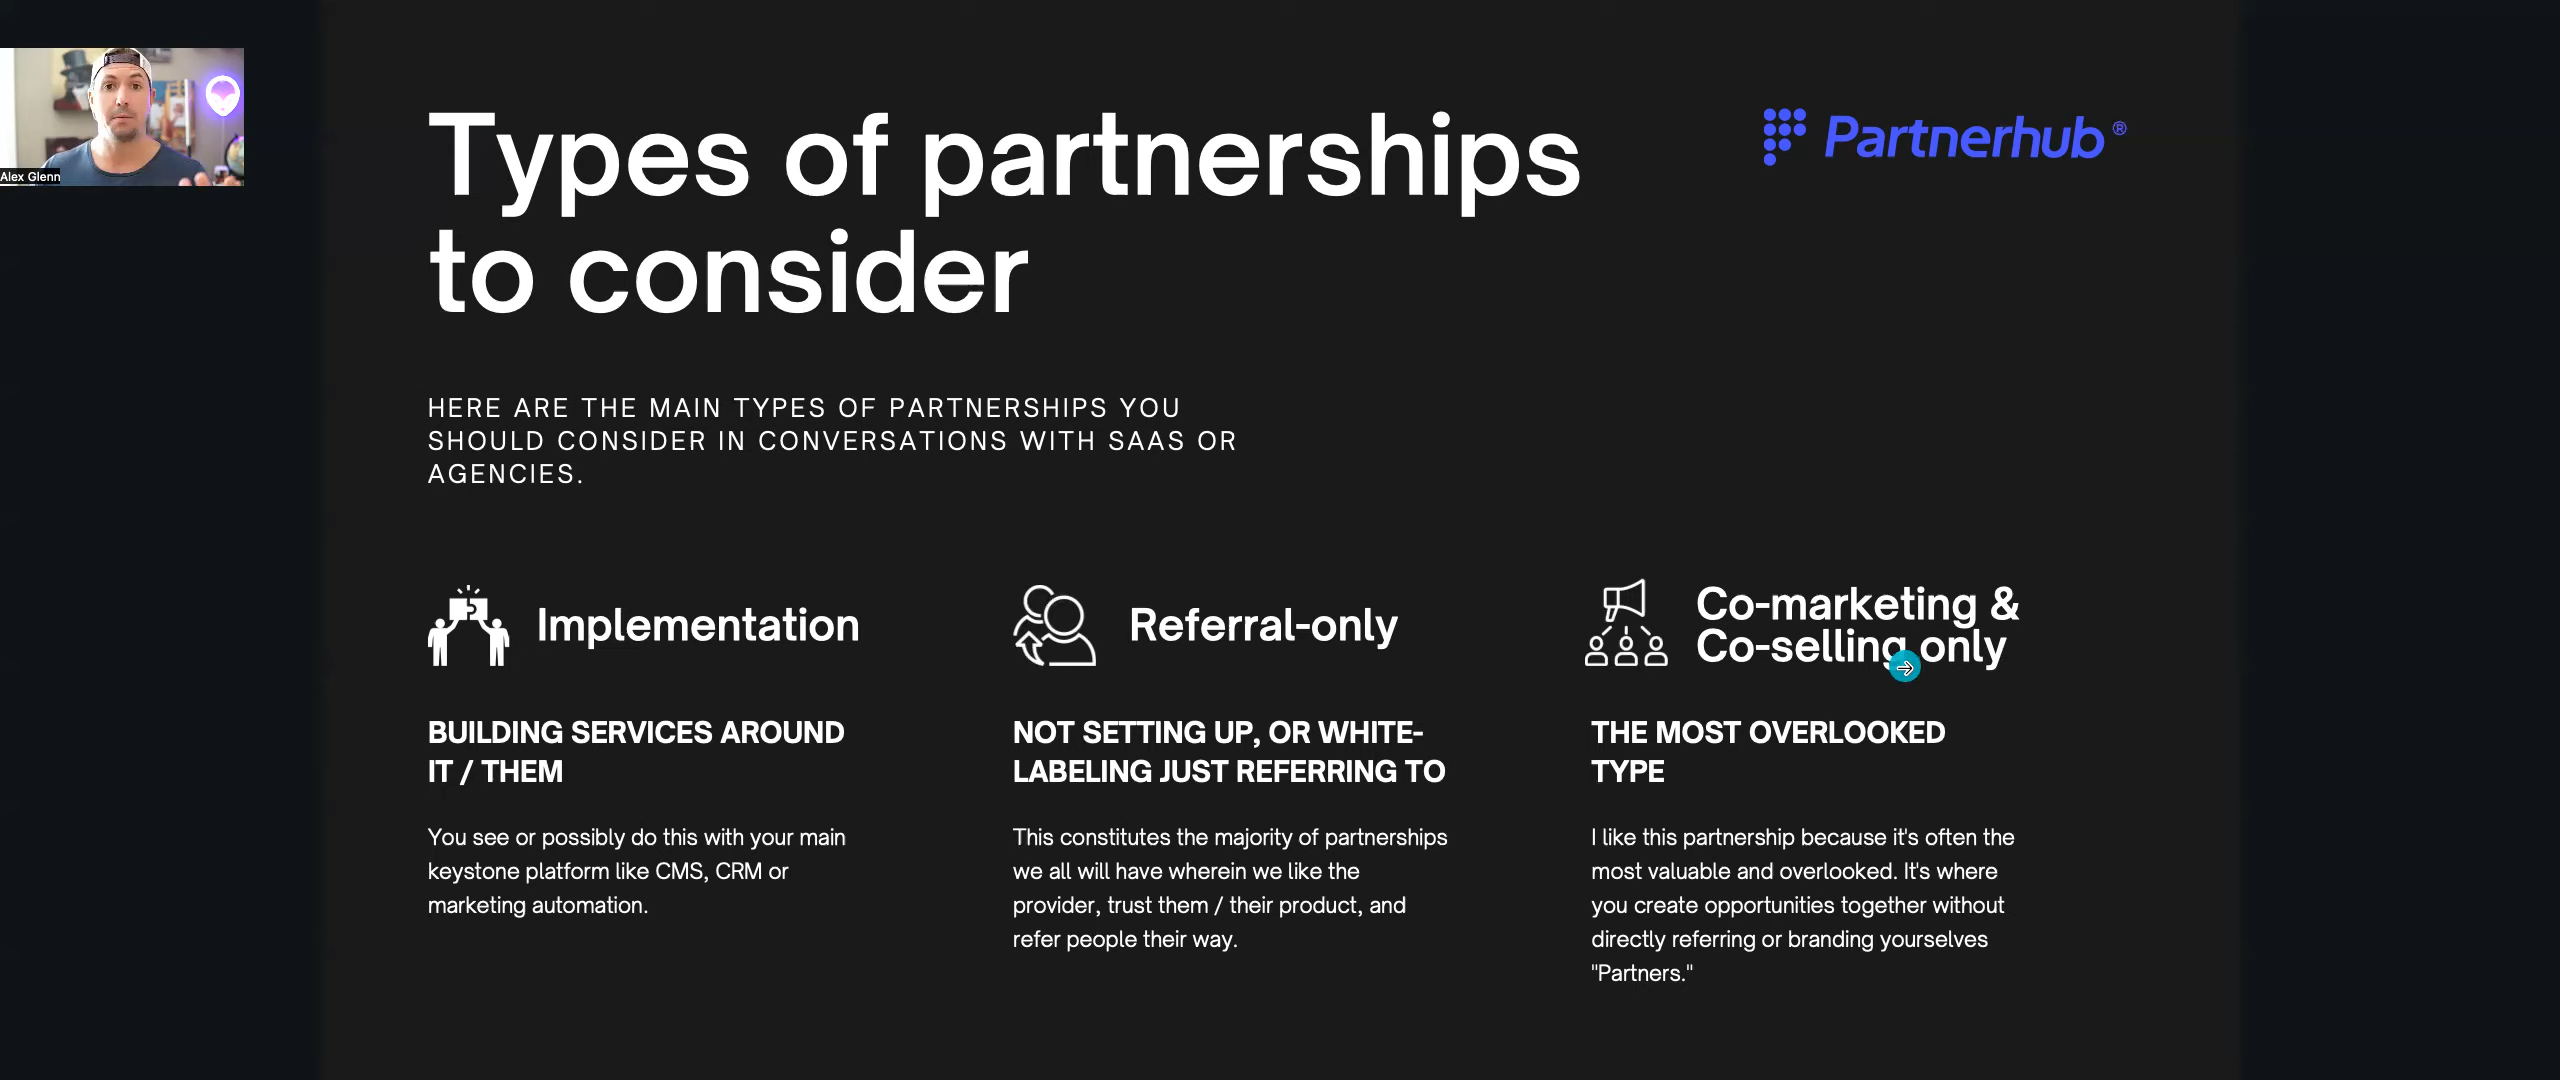 Alex Glenn
Types of partnerships
to consider
Partnerhub®
HERE ARE THE MAIN TYPES OF PARTNERSHIPS YOU
SHOULD CONSIDER IN CONVERSATIONS WITH SAAS OR
AGENCIES.
Implementation
BUILDING SERVICES AROUND
IT / THEM
You see or possibly do this with your main
keystone platform like CMS, CRM or
marketing automation.
Referral-only
NOT SETTING UP, OR WHITE-
LABELING JUST REFERRING TO
This constitutes the majority of partnerships
we all will have wherein we like the
provider, trust them / their product, and
refer people their way.
Co-marketing &
Co-selling only
THE MOST OVERLOOKED
TYPE
I like this partnership because it's often the
most valuable and overlooked. It's where
you create opportunities together without
directly referring or branding yourselves
"Partners."